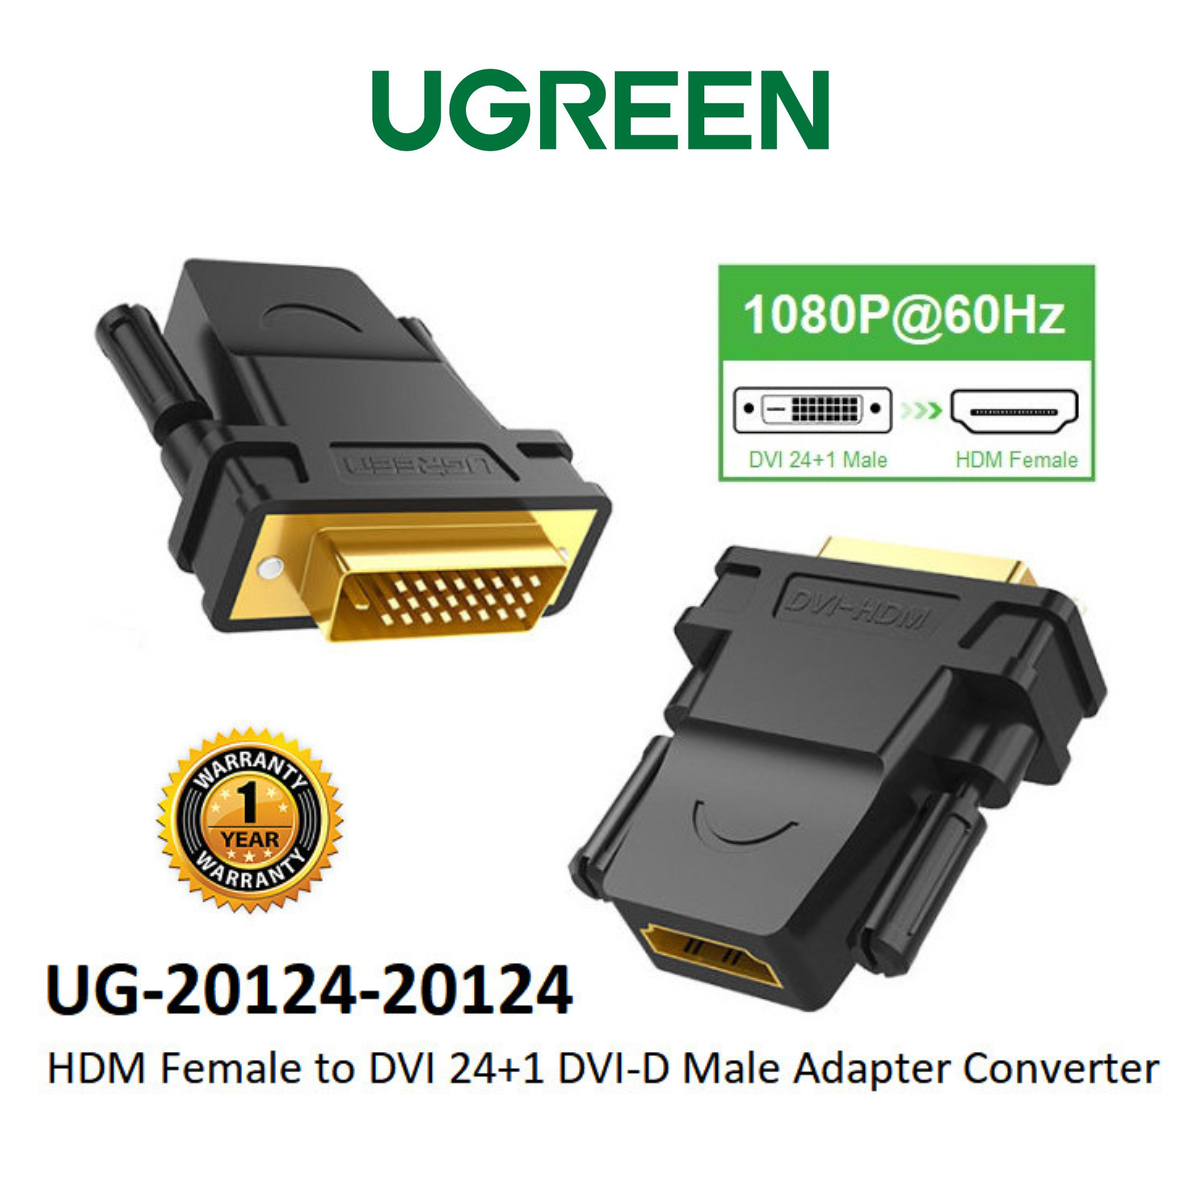 UGREEN
1080P@60Hz
DVI 24+1 Male
HDM Female
UGREEN
DVI-HDM
WARRANTY
1
YEAR
WARRANTY
UG-20124-20124
HDM Female to DVI 24+1 DVI-D Male Adapter Converter